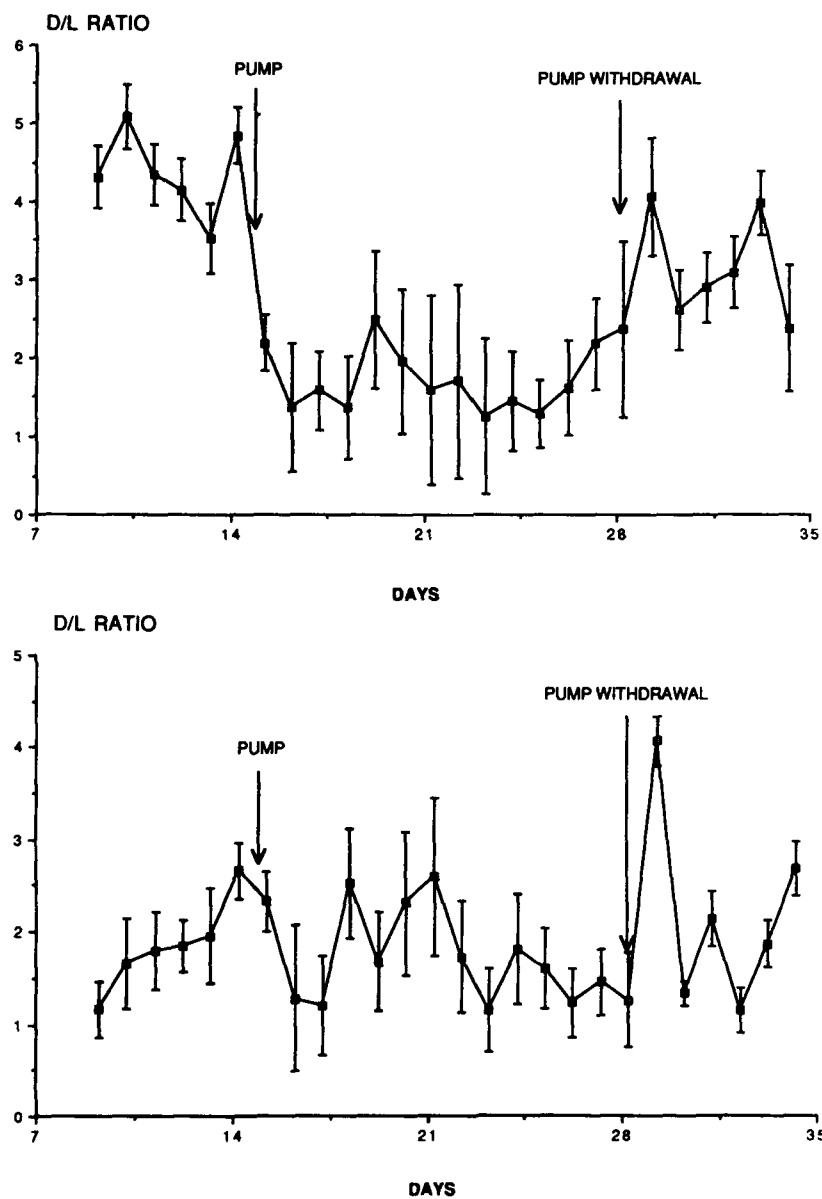 D/L RATIO
6
PUMP
PUMP WITHDRAWAL
5
4
3
2
1
0
7
14
21
28
35
DAYS
D/L RATIO
5
PUMP WITHDRAWAL
PUMP
4
3
2
1
0
7
14
21
28
35
DAYS